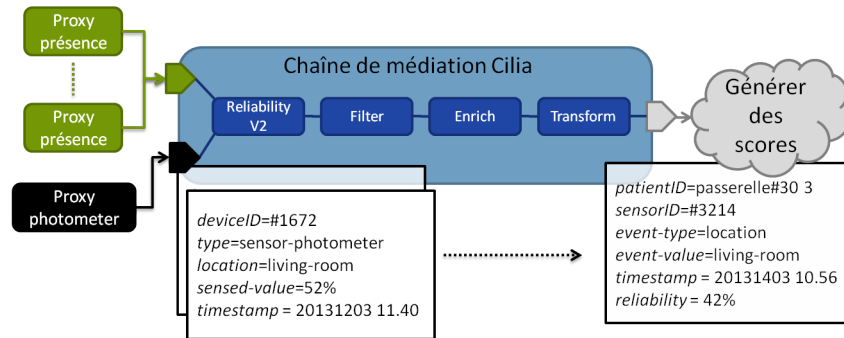 Proxy
présence
Proxy
présence
Proxy
photometer
Chaîne de médiation Cilia
Reliability
V2
Filter
Enrich
Transform
Générer
des
scores
deviceID=#1672
type=sensor-photometer
location=living-room
sensed-value=52%
timestamp = 20131203 11.40
patientID=passerelle#30 3
sensorID=#3214
event-type=location
event-value=living-room
timestamp = 20131403 10.56
reliability = 42%